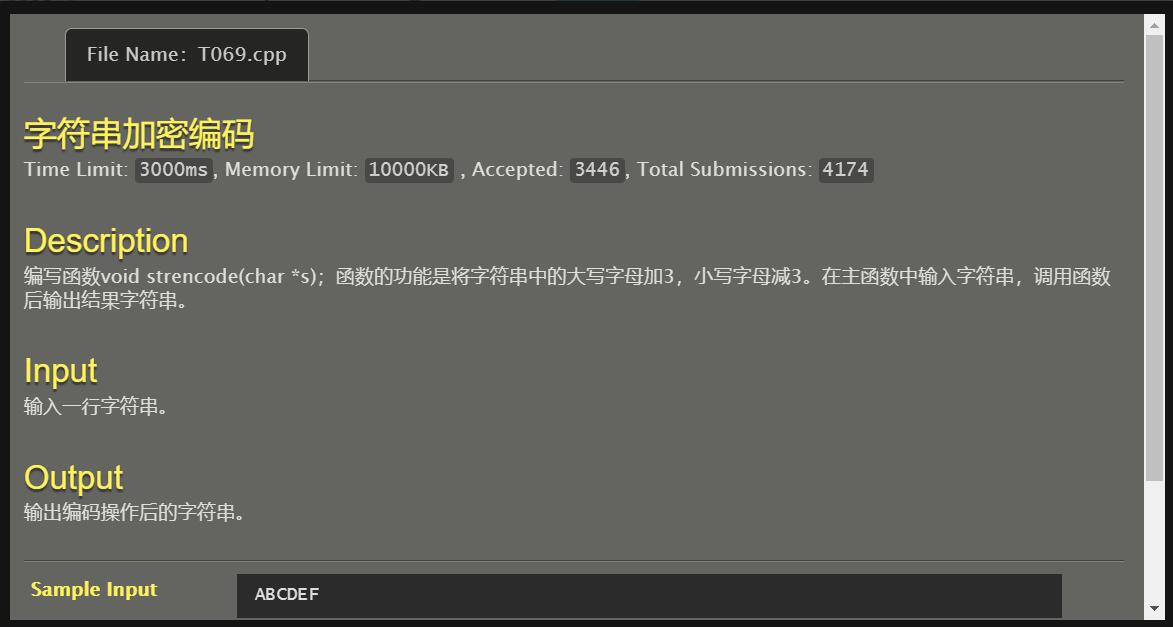 File Name：T069.cpp
字符串加密编码
Time Limit: 3000ms, Memory Limit: 10000KB , Accepted: 3446, Total Submissions: 4174
Description
编写函数void strencode(char *s)；函数的功能是将字符串中的大写字母加3，小写字母减3。在主函数中输入字符串，调用函数
后输出结果字符串。
Input
输入一行字符串。
Output
输出编码操作后的字符串。
Sample Input
ABCDEF